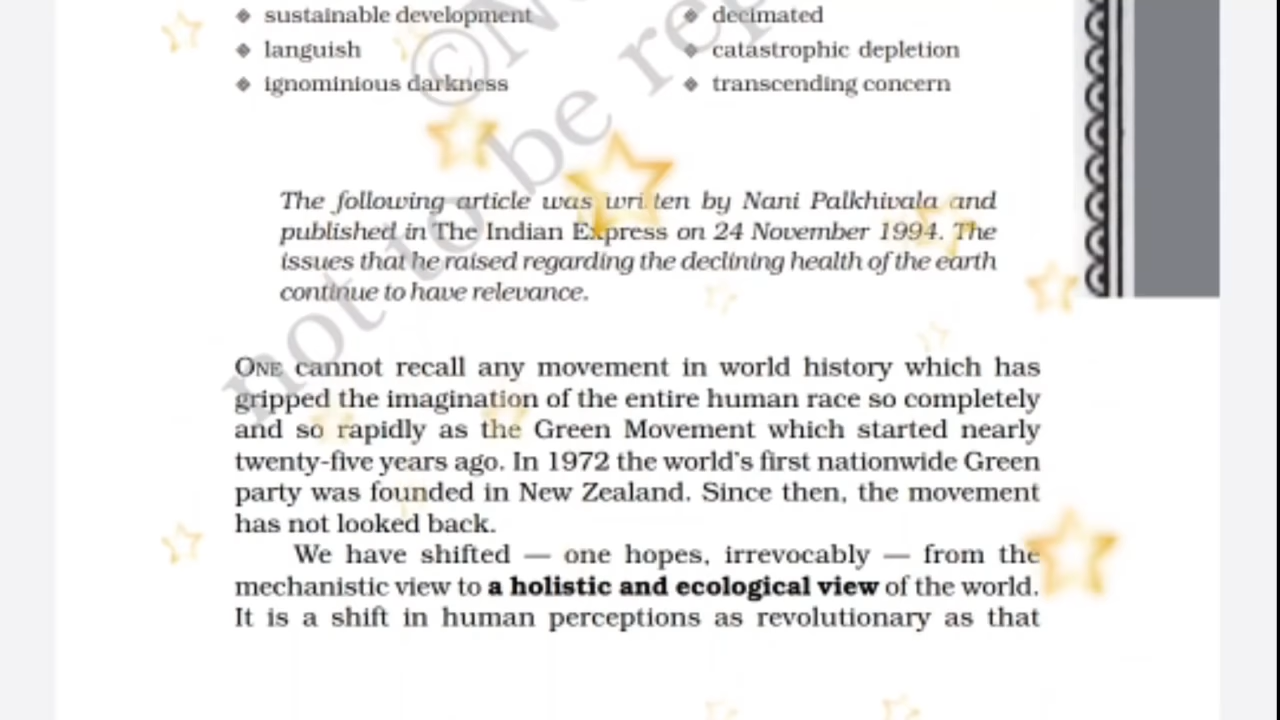 ❖ sustainable development ❖ decimated
❖ languish ❖ catastrophic depletion
❖ ignominious darkness ❖ transcending concern
The following article was written by Nani Palkhivala and
published in The Indian Express on 24 November 1994. The
issues that he raised regarding the declining health of the earth
continue to have relevance.
ONE cannot recall any movement in world history which has
gripped the imagination of the entire human race so completely
and so rapidly as the Green Movement which started nearly
twenty-five years ago. In 1972 the world's first nationwide Green
party was founded in New Zealand. Since then, the movement
has not looked back.
We have shifted — one hopes, irrevocably — from the
mechanistic view to a holistic and ecological view of the world.
It is a shift in human perceptions as revolutionary as that
not to be rep